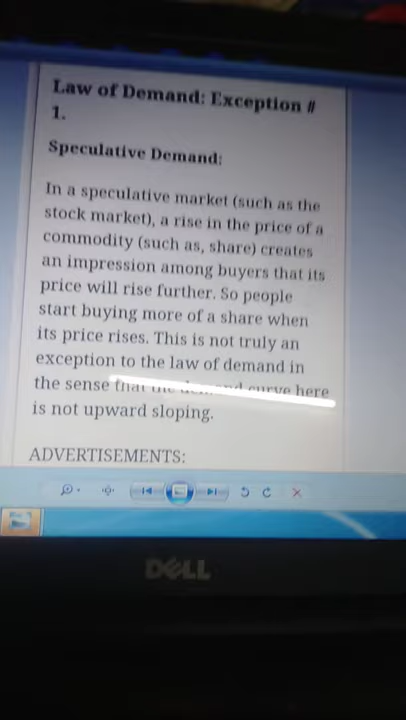 Law of Demand: Exception #
1.
Speculative Demand:
In a speculative market (such as the
stock market), a rise in the price of a
commodity (such as, share) creates
an impression among buyers that its
price will rise further. So people
start buying more of a share when
its price rises. This is not truly an
exception to the law of demand in
the sense that the demand curve here
is not upward sloping.
ADVERTISEMENTS:
DELL